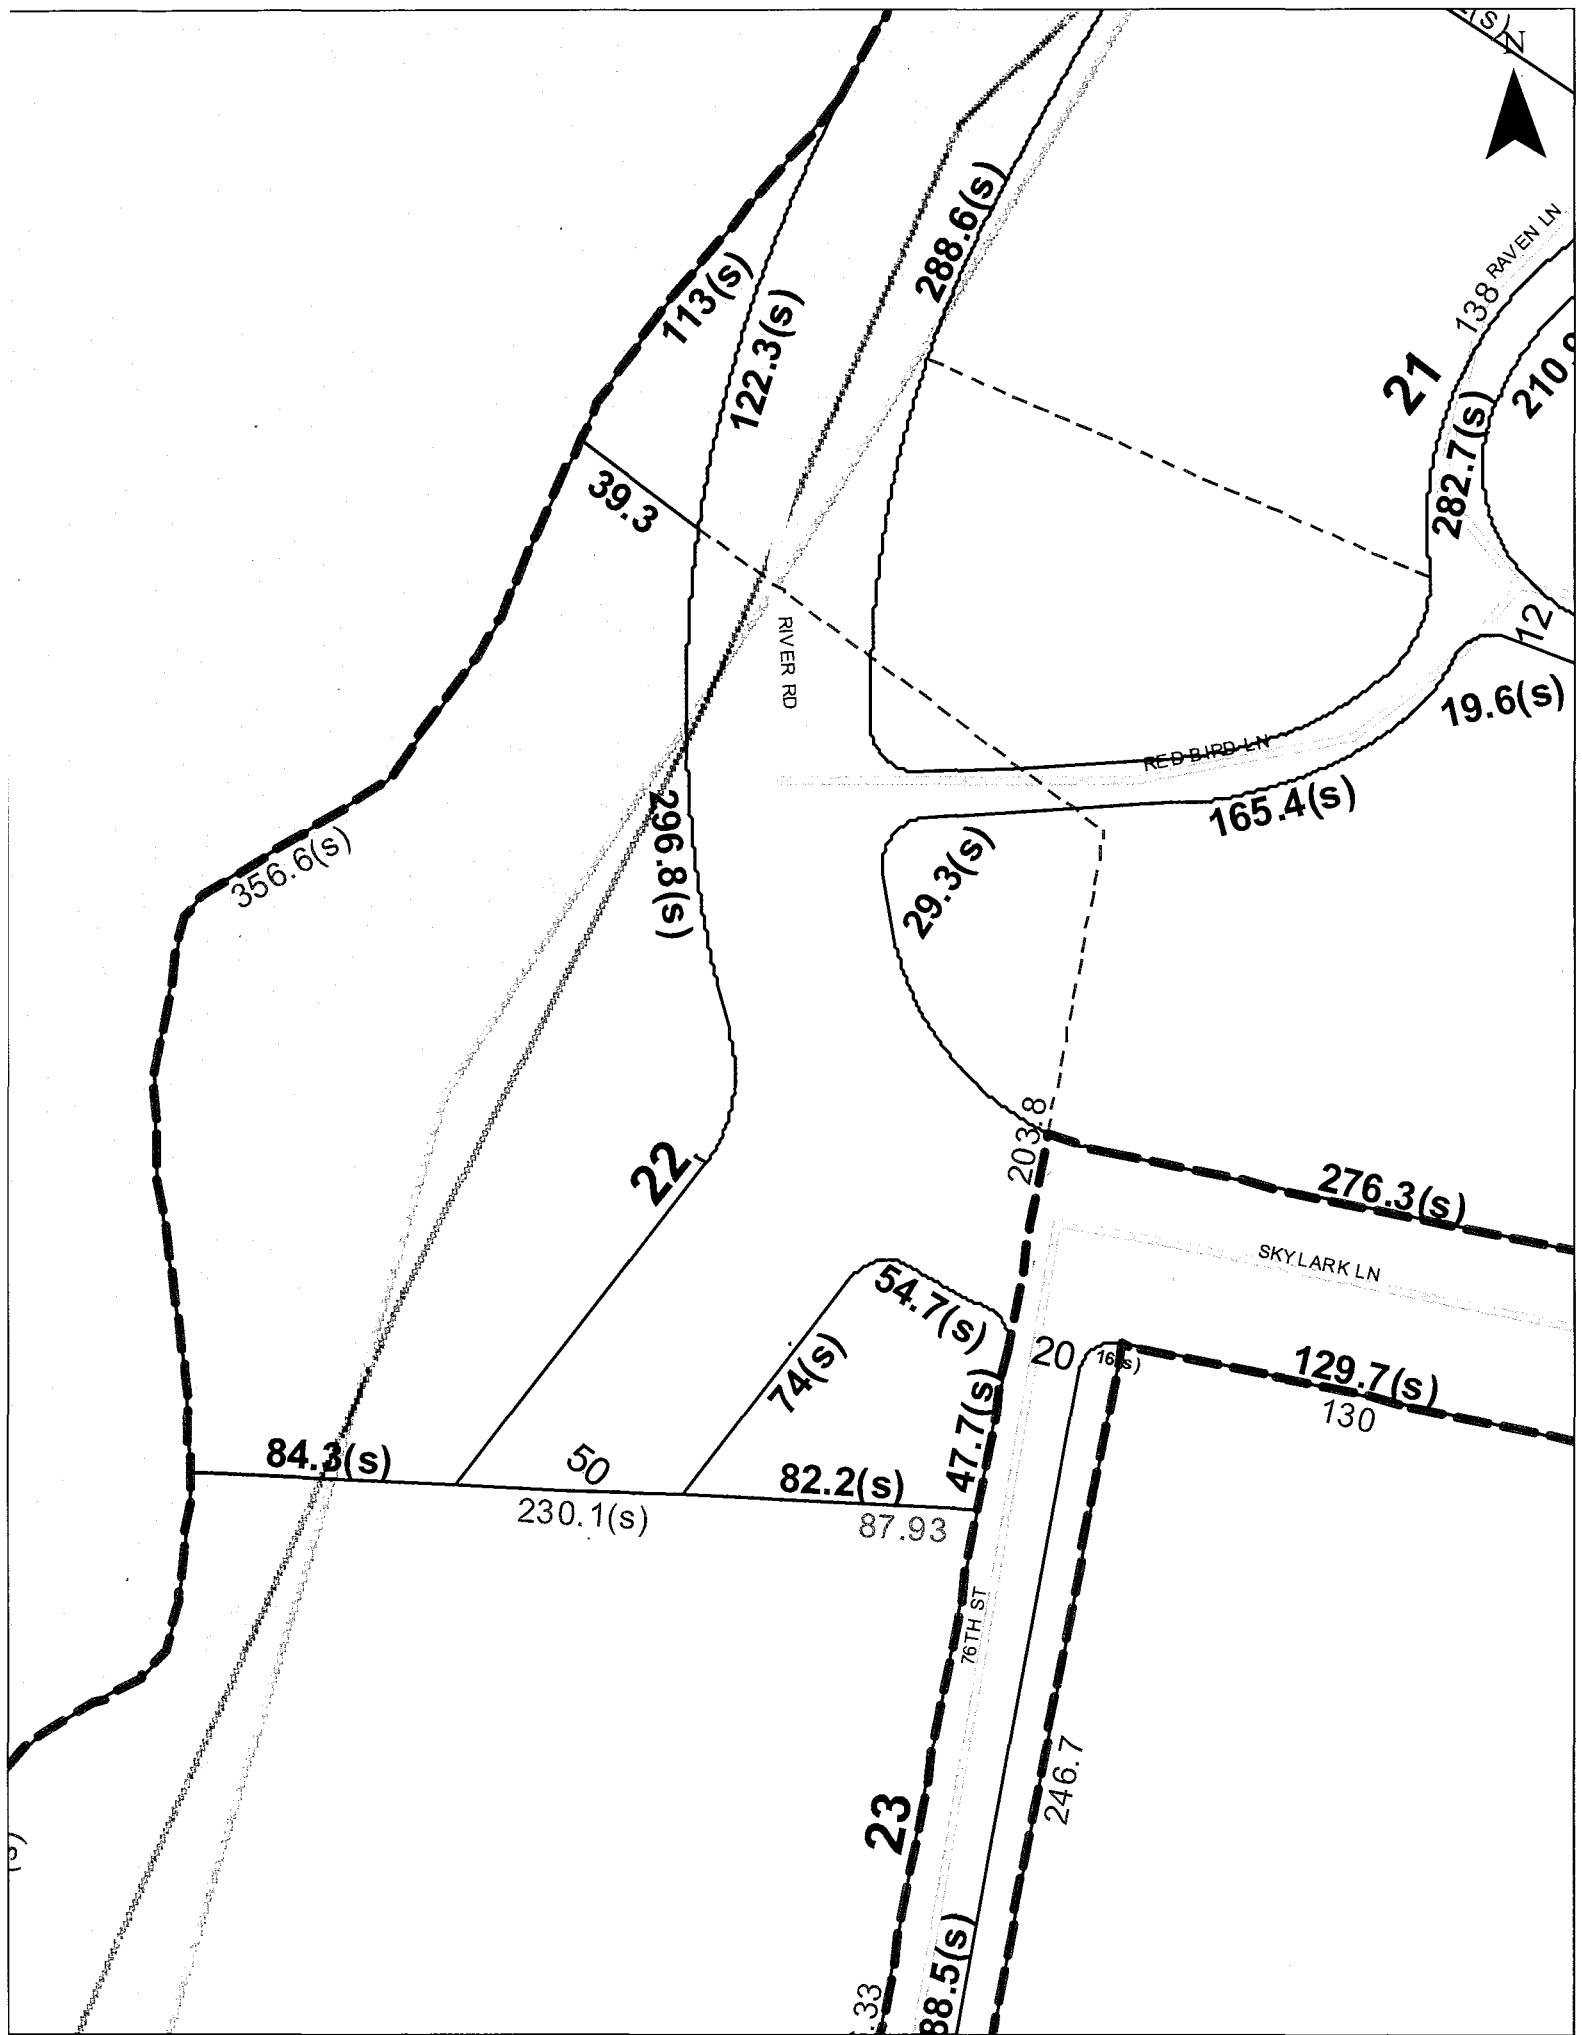 (S)
N
288.6(s)
RAVEN LN
138
113(s)
122.3(s)
21
210.9
282.7(s)
39.3
12
RIVER RD
19.6(s)
RED BIRD LN
165.4(s)
296.8(s)
356.6(s)
29.3(s)
203.8
22
276.3(s)
SKYLARK LN
54.7(s)
20
16(s)
129.7(s)
130
74(s)
47.7(s)
84.3(s)
50
82.2(s)
230.1(s)
87.93
76TH ST
246.7
23
(s)
88.5(s)
.33